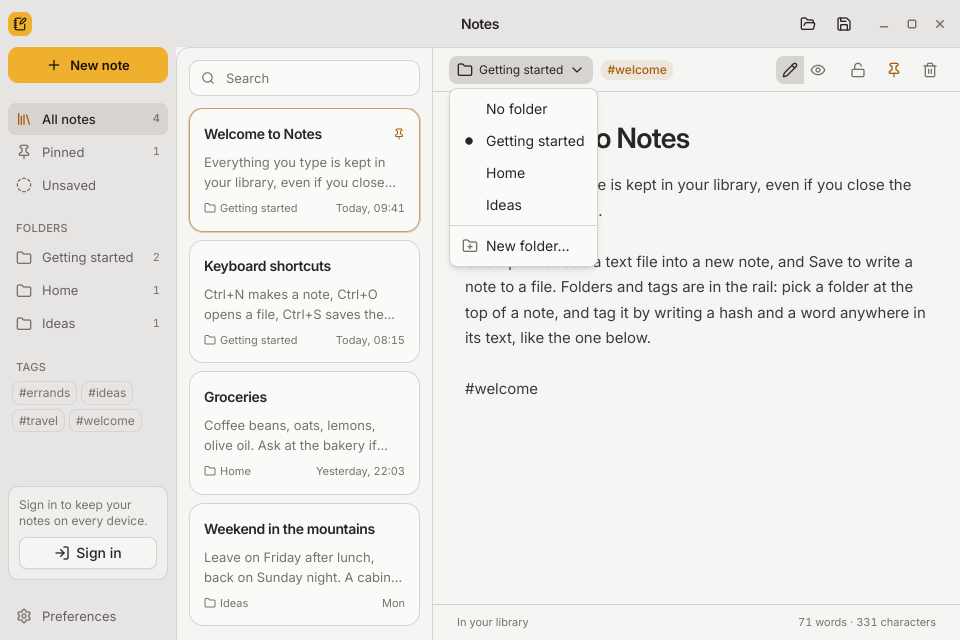 Notes
New note
All notes 4
Pinned 1
Unsaved
FOLDERS
Getting started 2
Home 1
Ideas 1
TAGS
#errands #ideas
#travel #welcome
Sign in to keep your
notes on every device.
Sign in
Preferences
Search
Welcome to Notes
Everything you type is kept in
your library, even if you close...
Getting started Today, 09:41
Keyboard shortcuts
Ctrl+N makes a note, Ctrl+O
opens a file, Ctrl+S saves the...
Getting started Today, 08:15
Groceries
Coffee beans, oats, lemons,
olive oil. Ask at the bakery if...
Home Yesterday, 22:03
Weekend in the mountains
Leave on Friday after lunch,
back on Sunday night. A cabin...
Ideas Mon
Getting started #welcome
No folder
Getting started
Home
Ideas
New folder...
o Notes
e is kept in your library, even if you close the
.
a text file into a new note, and Save to write a
note to a file. Folders and tags are in the rail: pick a folder at the
top of a note, and tag it by writing a hash and a word anywhere in
its text, like the one below.
#welcome
In your library 71 words · 331 characters